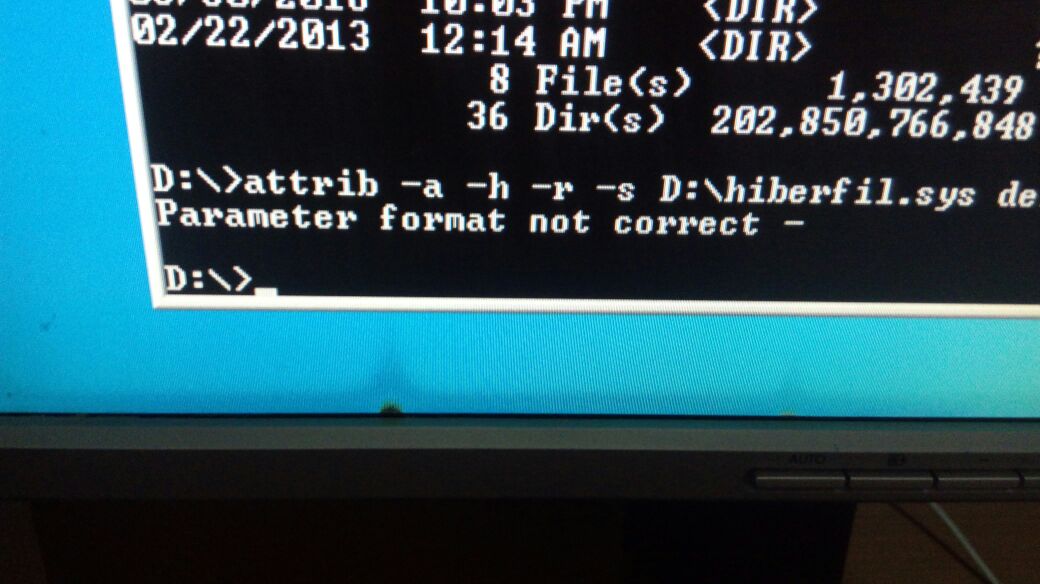 10:03 PM <DIR>
02/22/2013 12:14 AM <DIR>
8 File(s) 1,302,439
36 Dir(s) 202,850,766,848
D:\>attrib -a -h -r -s D:\hiberfil.sys de
Parameter format not correct -
D:\>_
AUTO